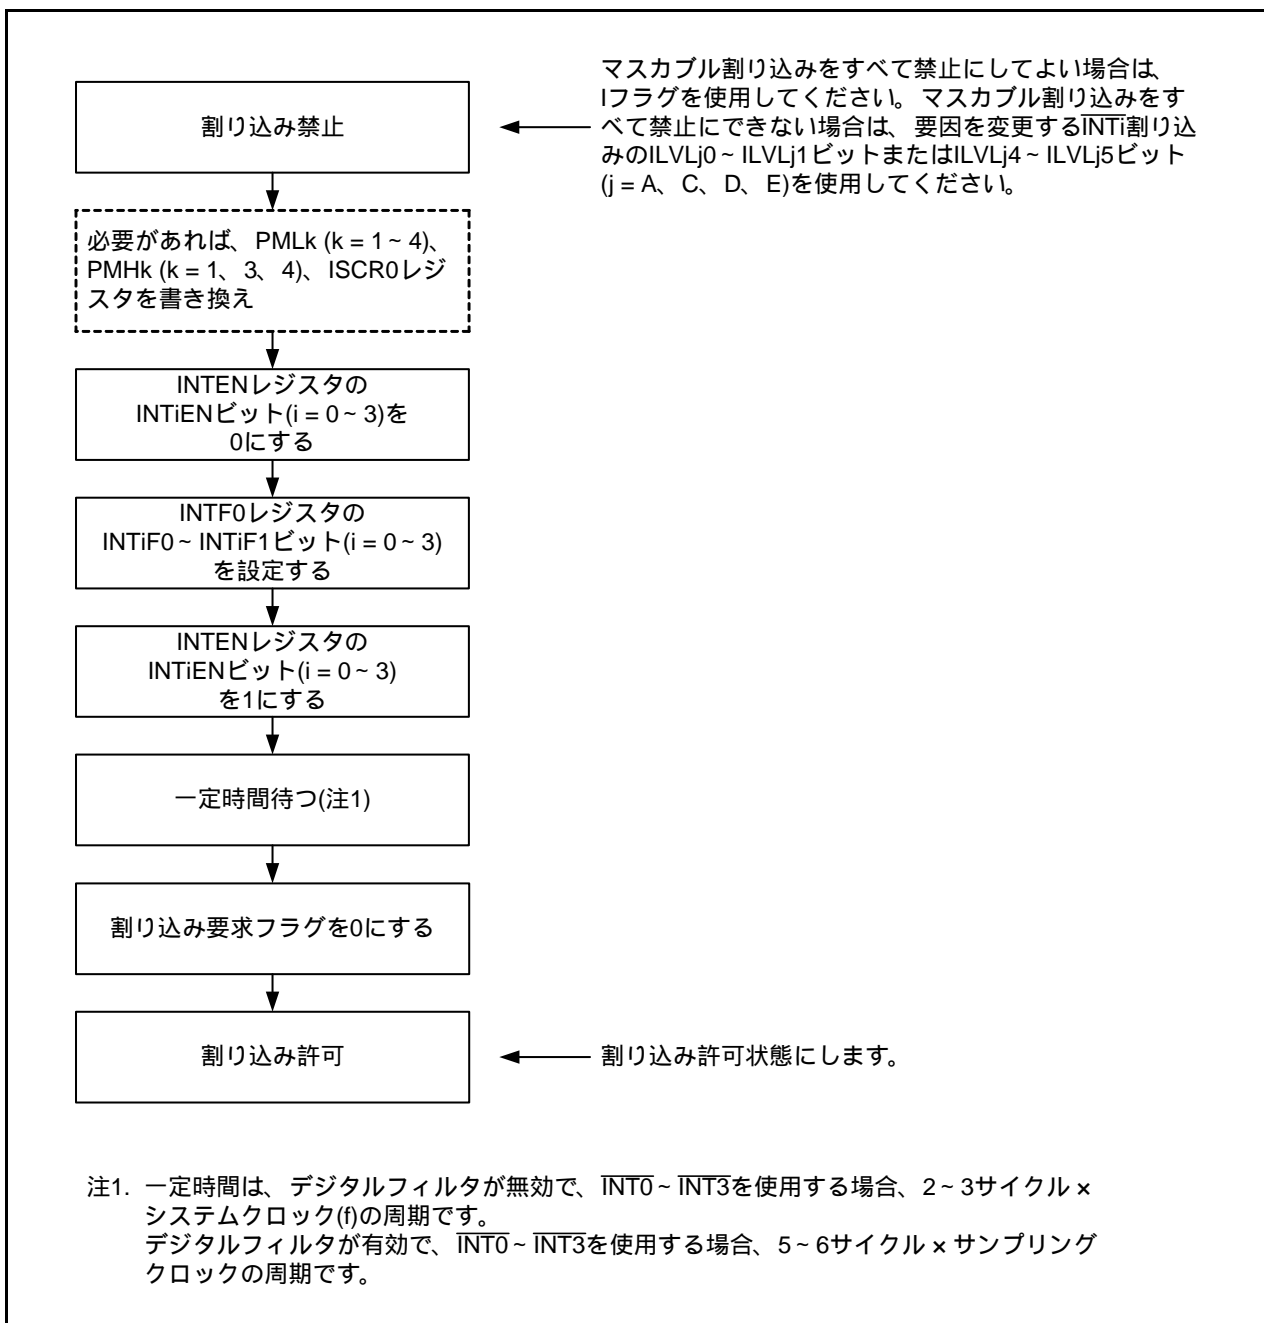 割り込み禁止
マスカブル割り込みをすべて禁止にしてよい場合は、
Iフラグを使用してください。マスカブル割り込みをす
べて禁止にできない場合は、要因を変更するINTi割り込
みのILVLj0~ILVLj1ビットまたはILVLj4~ILVLj5ビット
(j = A、C、D、E)を使用してください。
必要があれば、PMLk (k = 1~4)、
PMHk (k = 1、3、4)、ISCR0レジ
スタを書き換え
INTENレジスタの
INTiENビット(i = 0~3)を
0にする
INTF0レジスタの
INTiF0~INTiF1ビット(i = 0~3)
を設定する
INTENレジスタの
INTiENビット(i = 0~3)
を1にする
一定時間待つ(注1)
割り込み要求フラグを0にする
割り込み許可
割り込み許可状態にします。
注1. 一定時間は、デジタルフィルタが無効で、INT0~INT3を使用する場合、2~3サイクル×
システムクロック(f)の周期です。
デジタルフィルタが有効で、INT0~INT3を使用する場合、5~6サイクル×サンプリング
クロックの周期です。